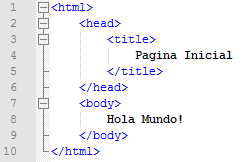 1 <html>
2 <head>
3 <title>
4 Pagina Inicial
5 </title>
6 </head>
7 <body>
8 Hola Mundo!
9 </body>
10 </html>